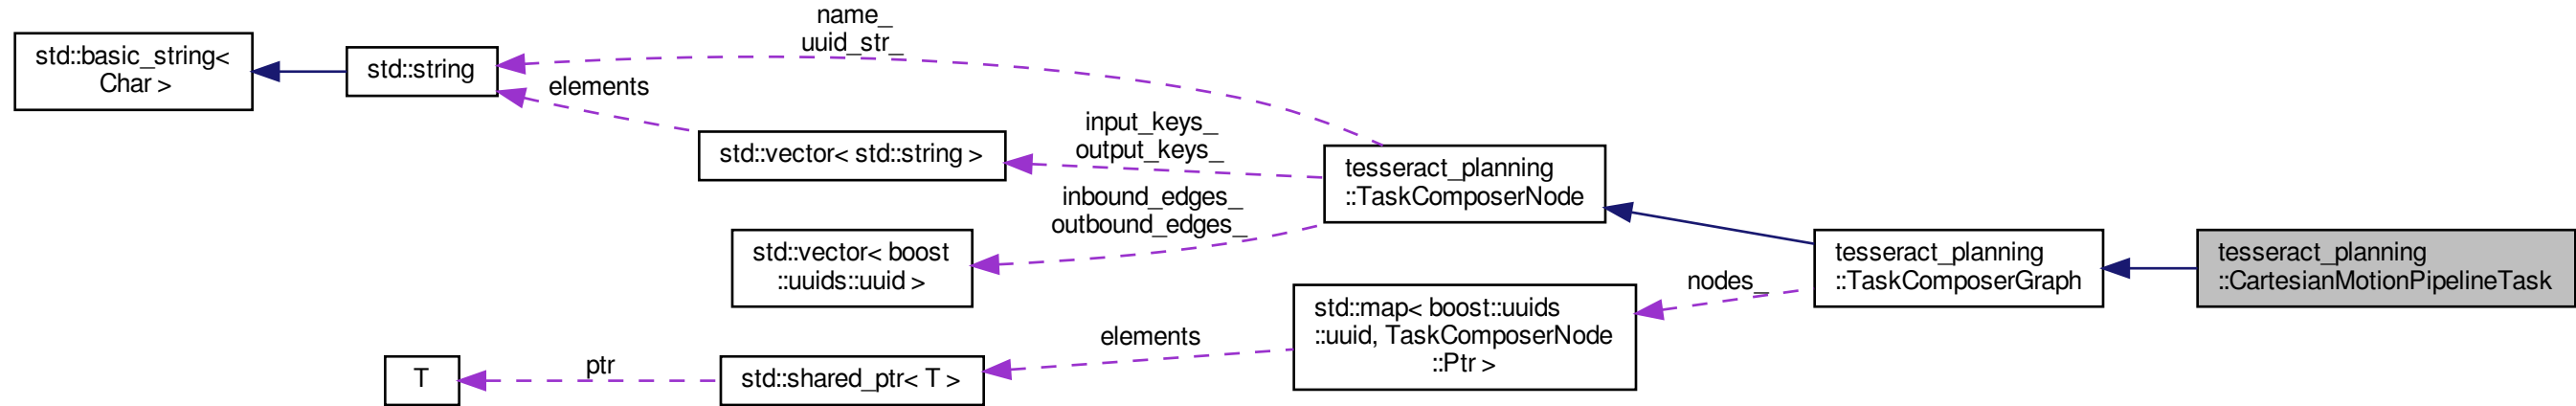 name_
uuid_str_
std::basic_string<
Char >
std::string
elements
std::vector< std::string >
input_keys_
output_keys_
tesseract_planning
::TaskComposerNode
inbound_edges_
outbound_edges_
std::vector< boost
::uuids::uuid >
tesseract_planning
::TaskComposerGraph
tesseract_planning
::CartesianMotionPipelineTask
nodes_
std::map< boost::uuids
::uuid, TaskComposerNode
::Ptr >
elements
std::shared_ptr< T >
ptr
T